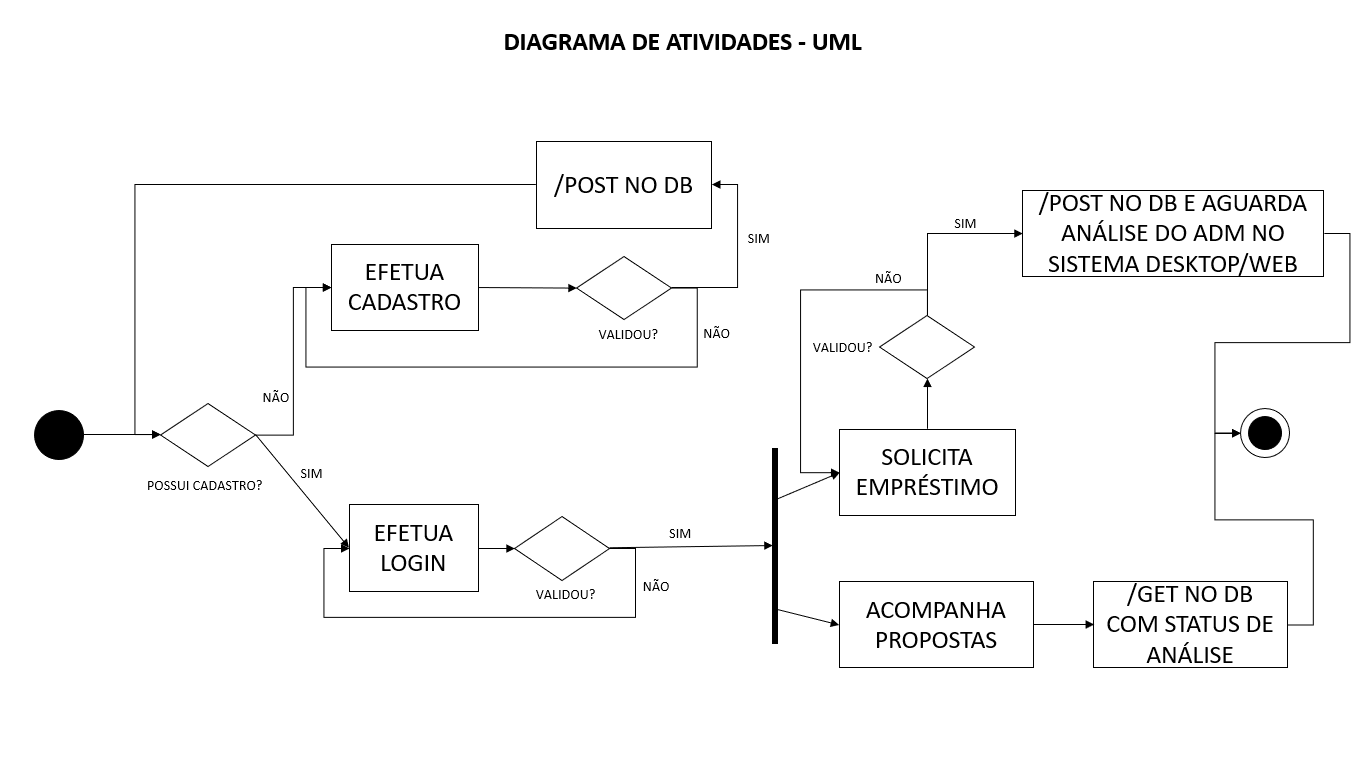 DIAGRAMA DE ATIVIDADES - UML
/POST NO DB
SIM
EFETUA
CADASTRO
VALIDOU?
NÃO
NÃO
POSSUI CADASTRO?
SIM
EFETUA
LOGIN
VALIDOU?
SIM
NÃO
SOLICITA
EMPRÉSTIMO
VALIDOU?
NÃO
SIM
/POST NO DB E AGUARDA
ANÁLISE DO ADM NO
SISTEMA DESKTOP/WEB
ACOMPANHA
PROPOSTAS
/GET NO DB
COM STATUS DE
ANÁLISE